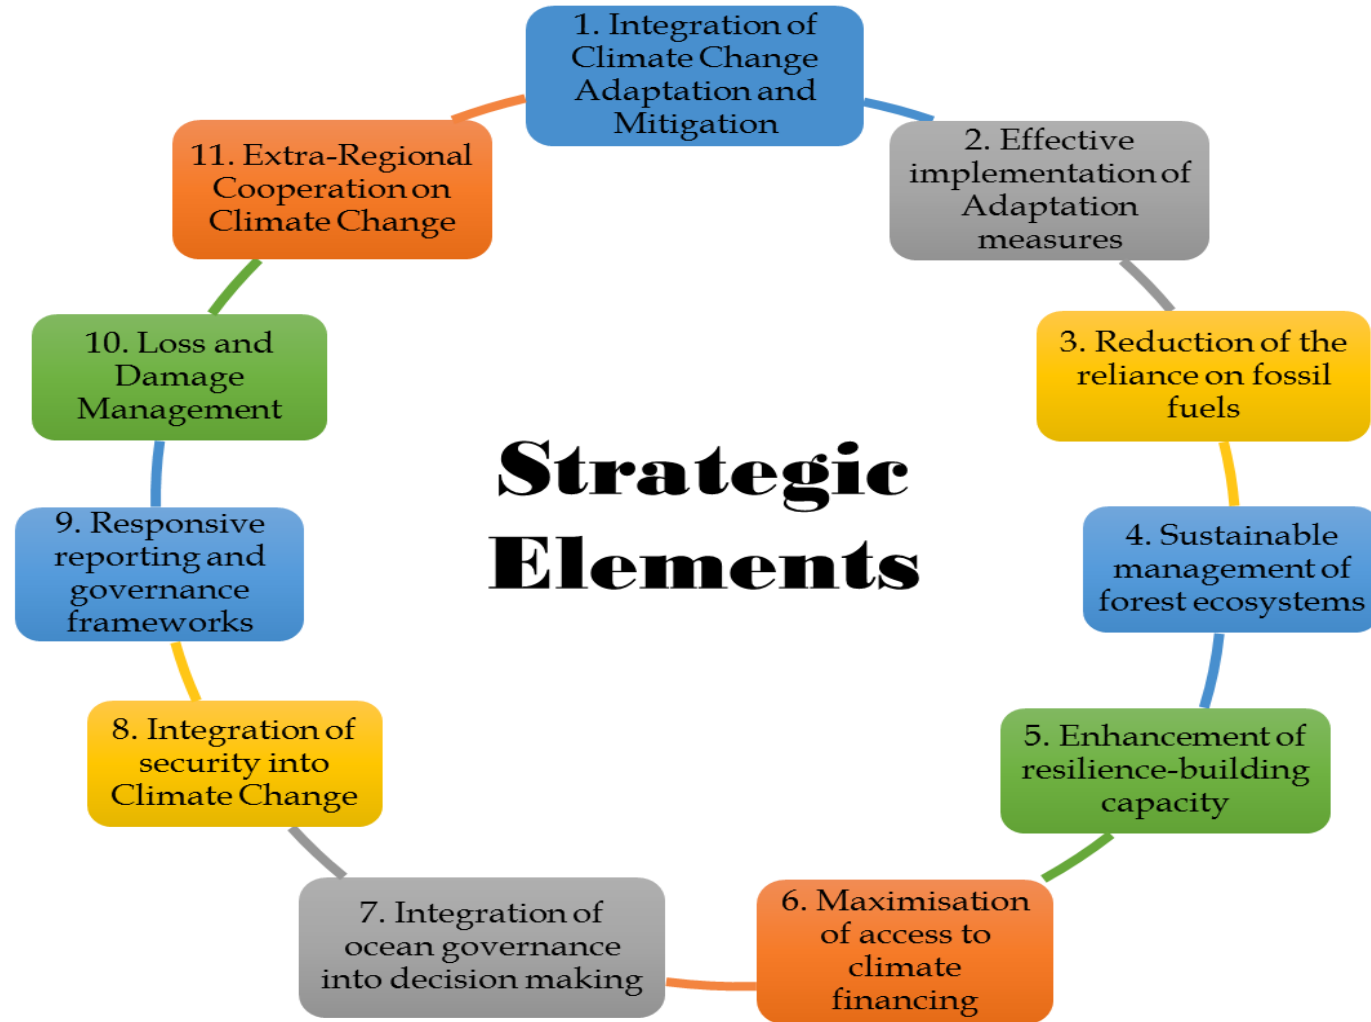 1. Integration of
Climate Change
Adaptation and
Mitigation
2. Effective
implementation of
Adaptation
measures
3. Reduction of the
reliance on fossil
fuels
4. Sustainable
management of
forest ecosystems
5. Enhancement of
resilience-building
capacity
6. Maximisation
of access to
climate
financing
7. Integration of
ocean governance
into decision making
8. Integration of
security into
Climate Change
9. Responsive
reporting and
governance
frameworks
10. Loss and
Damage
Management
11. Extra-Regional
Cooperation on
Climate Change
Strategic
Elements